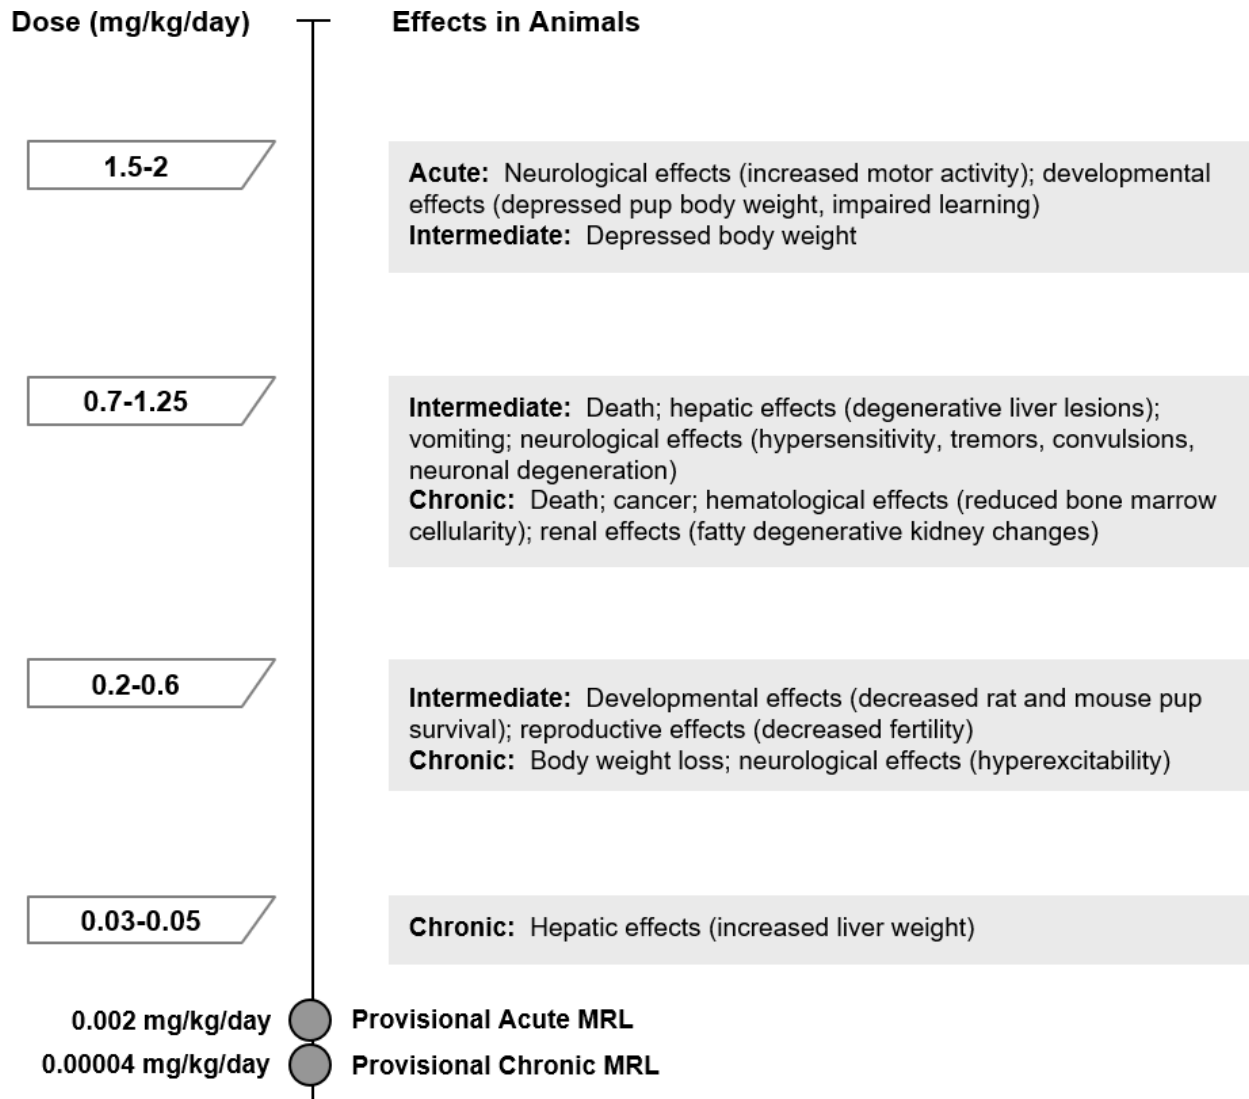 Dose (mg/kg/day)
Effects in Animals
1.5-2
Acute: Neurological effects (increased motor activity); developmental
effects (depressed pup body weight, impaired learning)
Intermediate: Depressed body weight
0.7-1.25
Intermediate: Death; hepatic effects (degenerative liver lesions);
vomiting; neurological effects (hypersensitivity, tremors, convulsions,
neuronal degeneration)
Chronic: Death; cancer; hematological effects (reduced bone marrow
cellularity); renal effects (fatty degenerative kidney changes)
0.2-0.6
Intermediate: Developmental effects (decreased rat and mouse pup
survival); reproductive effects (decreased fertility)
Chronic: Body weight loss; neurological effects (hyperexcitability)
0.03-0.05
Chronic: Hepatic effects (increased liver weight)
0.002 mg/kg/day
Provisional Acute MRL
0.00004 mg/kg/day
Provisional Chronic MRL